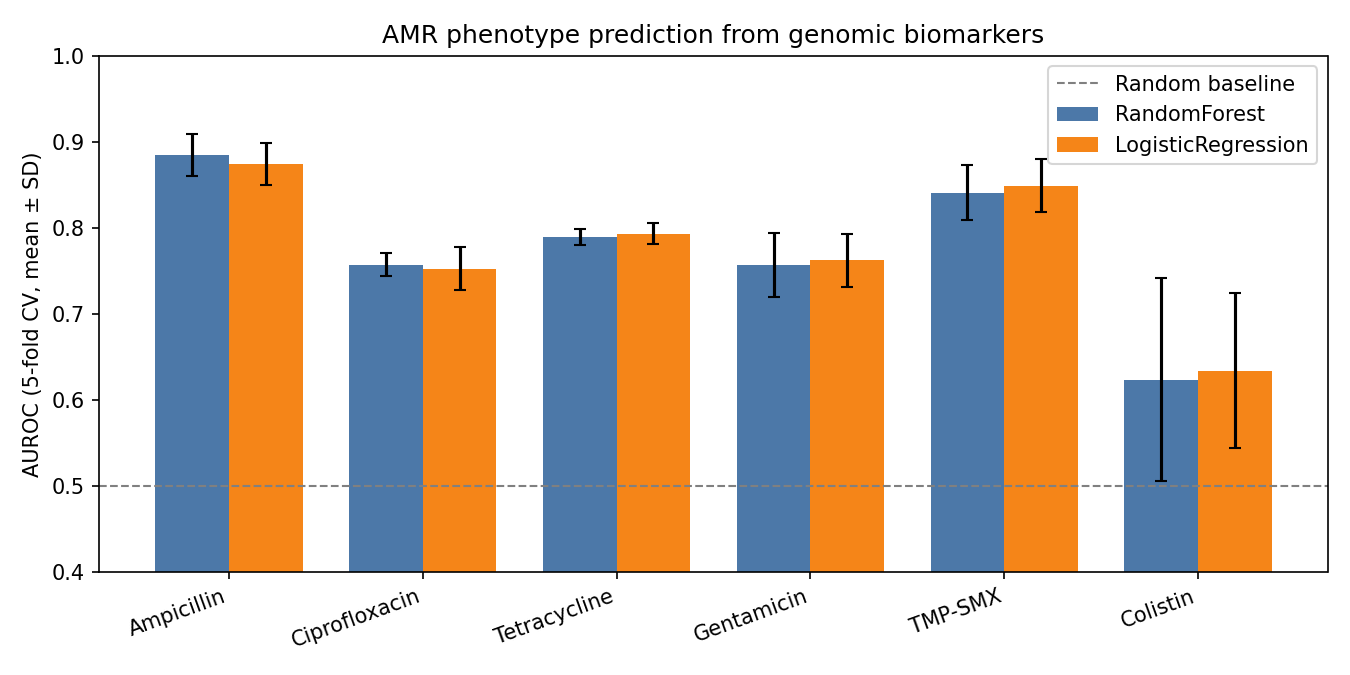 AMR phenotype prediction from genomic biomarkers
AUROC (5-fold CV, mean ± SD)
1.0
0.9
0.8
0.7
0.6
0.5
0.4
Random baseline
RandomForest
LogisticRegression
Ampicillin
Ciprofloxacin
Tetracycline
Gentamicin
TMP-SMX
Colistin